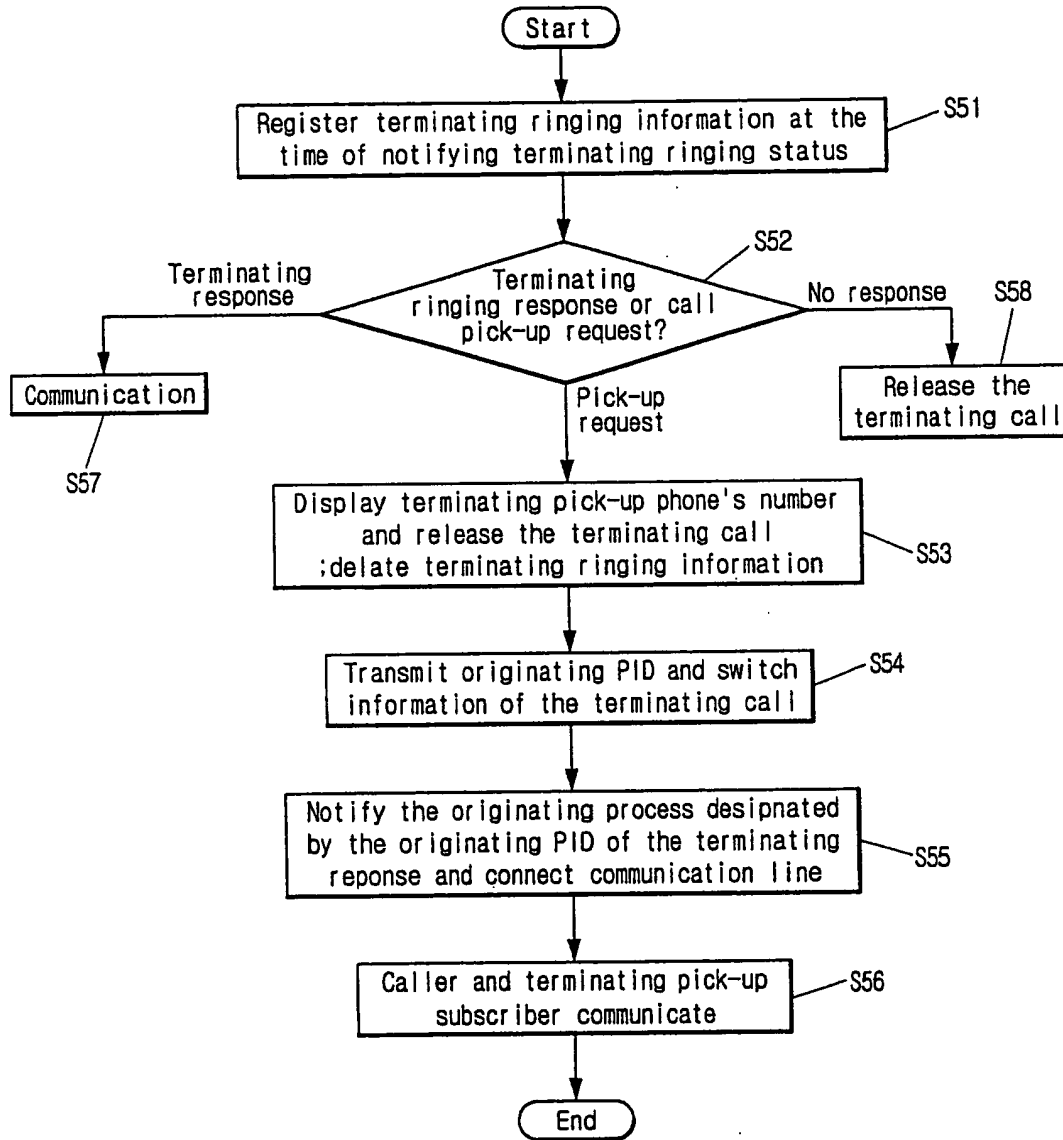 Start
Register terminating ringing information at the
time of notifying terminating ringing status
S51
S52
Terminating
response
Terminating
ringing response or call
pick-up request?
No response
S58
Communication
S57
Pick-up
request
Release the
terminating call
Display terminating pick-up phone's number
and release the terminating call
;delate terminating ringing information
S53
Transmit originating PID and switch
information of the terminating call
S54
Notify the originating process desipnated
by the originating PID of the terminating
reponse and connect communication line
S55
Caller and terminating pick-up
subscriber communicate
S56
End